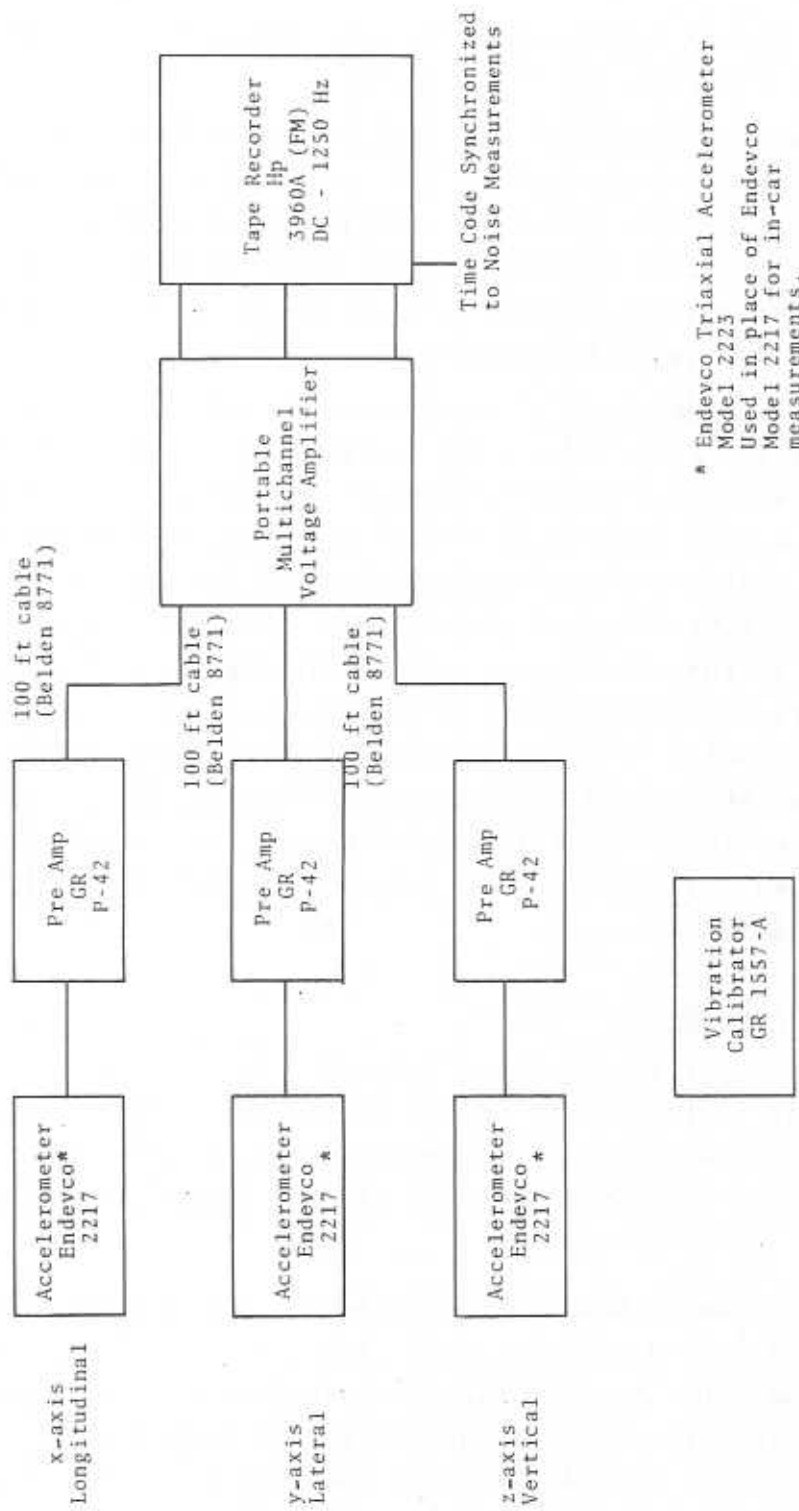 x-axis
Longitudinal
Accelerometer
Endevco*
2217
Pre Amp
GR
P-42
100 ft cable
(Belden 8771)
y-axis
Lateral
Accelerometer
Endevco
2217 *
Pre Amp
GR
P-42
100 ft cable
(Belden 8771)
z-axis
Vertical
Accelerometer
Endevco
2217 *
Pre Amp
GR
P-42
100 ft cable
(Belden 8771)
Portable
Multichannel
Voltage Amplifier
Tape Recorder
Hp
3960A (FM)
DC - 1250 Hz
Time Code Synchronized
to Noise Measurements
Vibration
Calibrator
GR 1557-A
* Endevco Triaxial Accelerometer
Model 2223
Used in place of Endevco
Model 2217 for in-car
measurements.